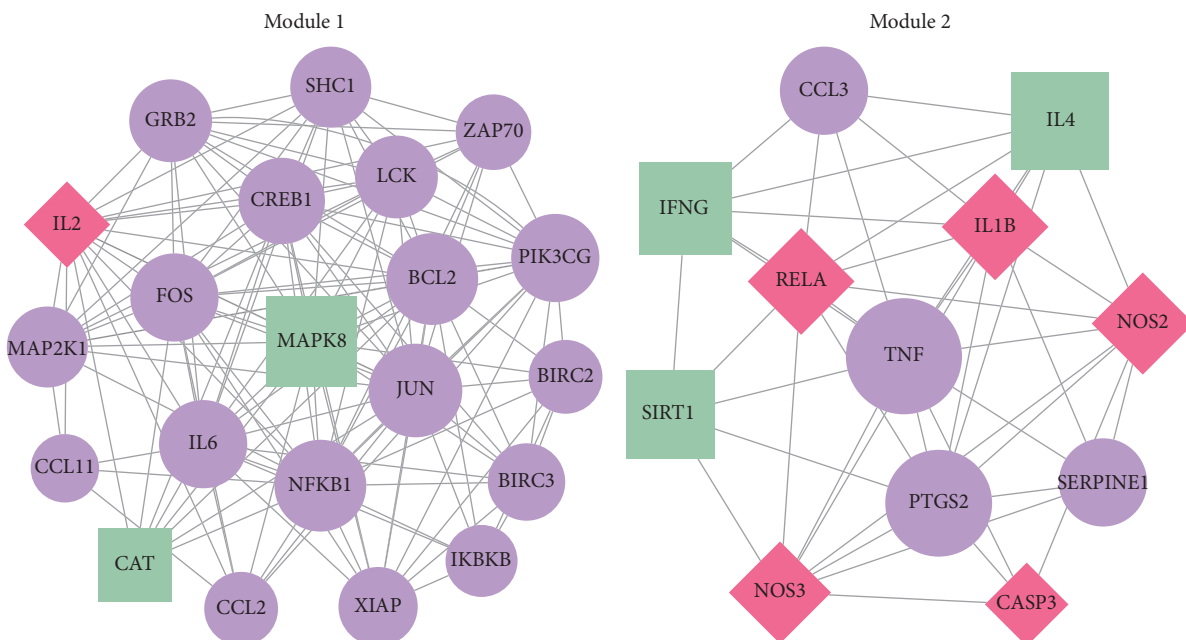 Module 1
SHC1
GRB2
ZAP70
LCK
CREB1
IL2
PIK3CG
BCL2
FOS
MAPK8
MAP2K1
BIRC2
JUN
IL6
CCL11
NFKB1
BIRC3
CAT
IKBKB
CCL2
XIAP
Module 2
CCL3
IL4
IFNG
IL1B
RELA
NOS2
TNF
SIRT1
SERPINE1
PTGS2
NOS3
CASP3